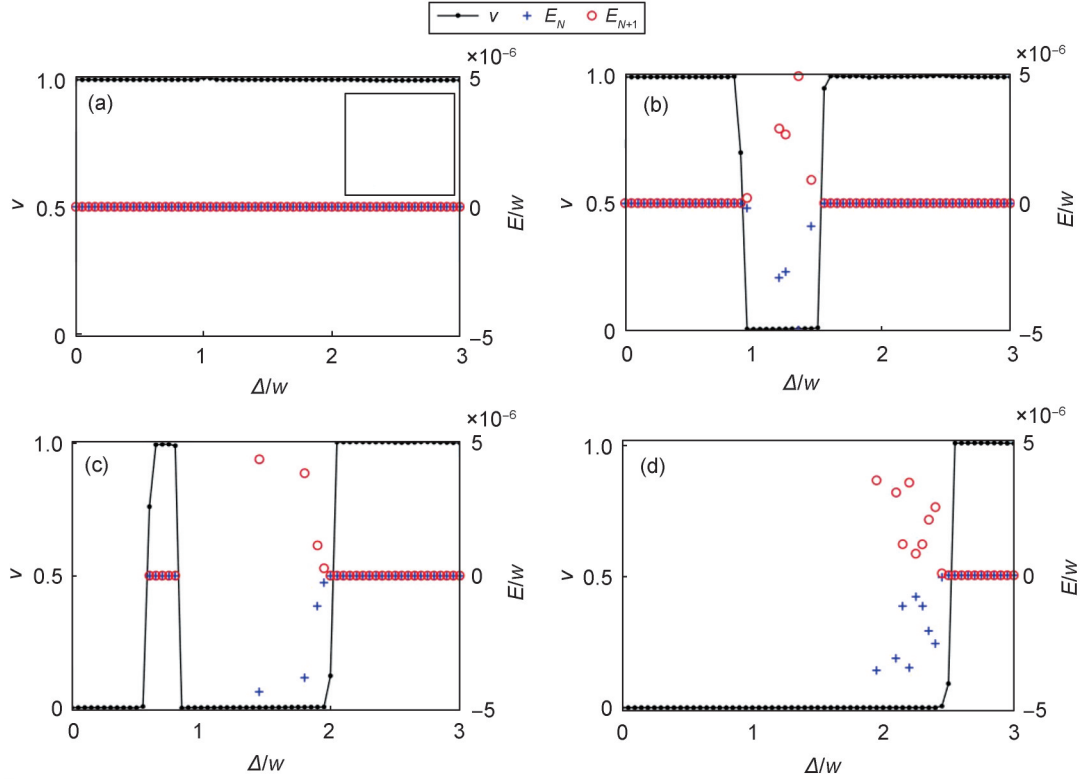 v E_N E_{N+1}
×10⁻⁶
1.0 5
(a)
v 0.5 0 E/w
0 −5
0 1 2 3
Δ/w
×10⁻⁶
1.0 5
(b)
v 0.5 0 E/w
0 −5
0 1 2 3
Δ/w
×10⁻⁶
1.0 5
(c)
v 0.5 0 E/w
0 −5
0 1 2 3
Δ/w
×10⁻⁶
1.0 5
(d)
v 0.5 0 E/w
0 −5
0 1 2 3
Δ/w